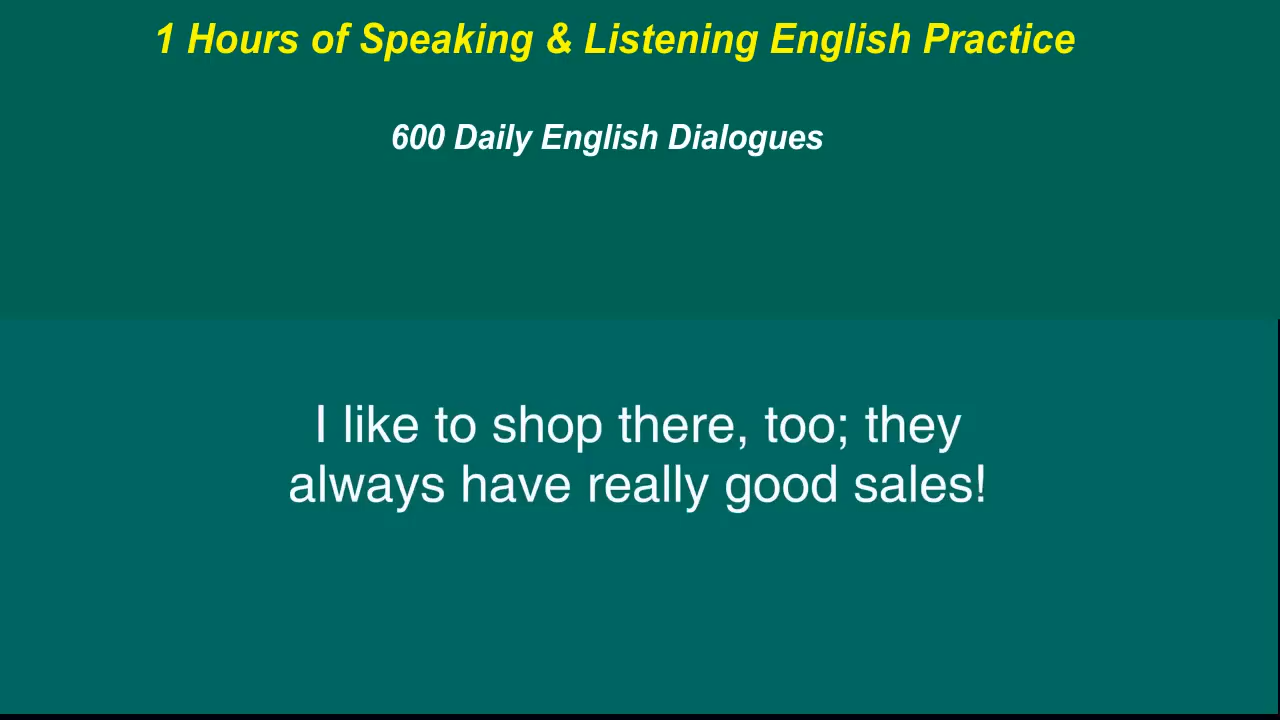 1 Hours of Speaking & Listening English Practice
600 Daily English Dialogues
I like to shop there, too; they
always have really good sales!